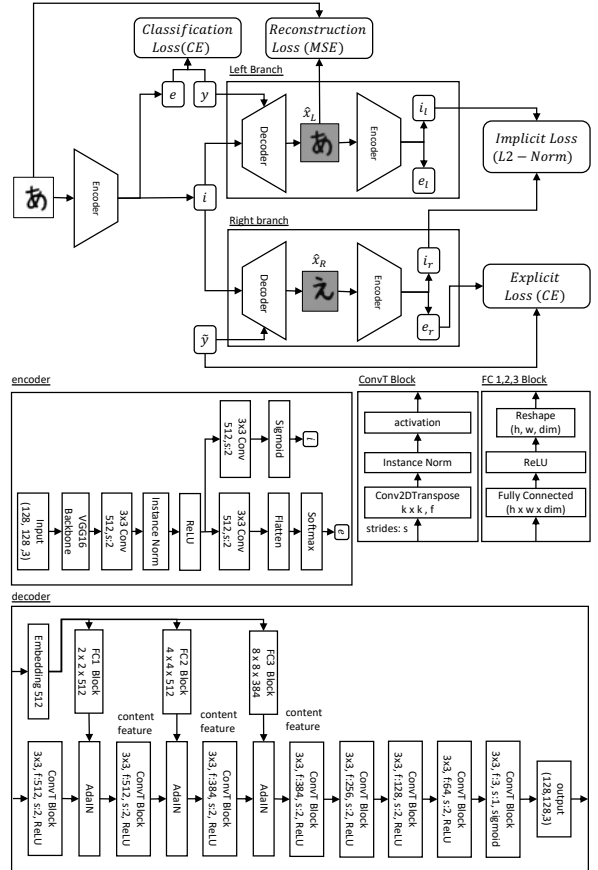 Classification
Loss(CE)
Reconstruction
Loss (MSE)
Left Branch
e
y
x̂_L
Decoder
あ
Encoder
i_l
e_l
Implicit Loss
(L2 − Norm)
あ
Encoder
i
Right branch
x̂_R
Decoder
え
Encoder
i_r
e_r
Explicit
Loss (CE)
ỹ
encoder
3x3 Conv
512,s:2
Sigmoid
i
Input
(128, 128,3)
VGG16
Backbone
3x3 Conv
512,s:2
Instance Norm
ReLU
3x3 Conv
512,s:2
Flatten
Softmax
e
ConvT Block
activation
Instance Norm
Conv2DTranspose
k x k , f
strides: s
FC 1,2,3 Block
Reshape
(h, w, dim)
ReLU
Fully Connected
(h x w x dim)
decoder
Embedding 512
FC1 Block
2 x 2 x 512
FC2 Block
4 x 4 x 512
FC3 Block
8 x 8 x 384
content
feature
content
feature
content
feature
ConvT Block
3x3, f:512, s:2, ReLU
AdaIN
ConvT Block
3x3, f:512, s:2, ReLU
AdaIN
ConvT Block
3x3, f:384, s:2, ReLU
AdaIN
ConvT Block
3x3, f:384, s:2, ReLU
ConvT Block
3x3, f:256, s:2, ReLU
ConvT Block
3x3, f:128, s:2, ReLU
ConvT Block
3x3, f:64, s:2, ReLU
ConvT Block
3x3, f:3, s:1, sigmoid
output
(128,128,3)